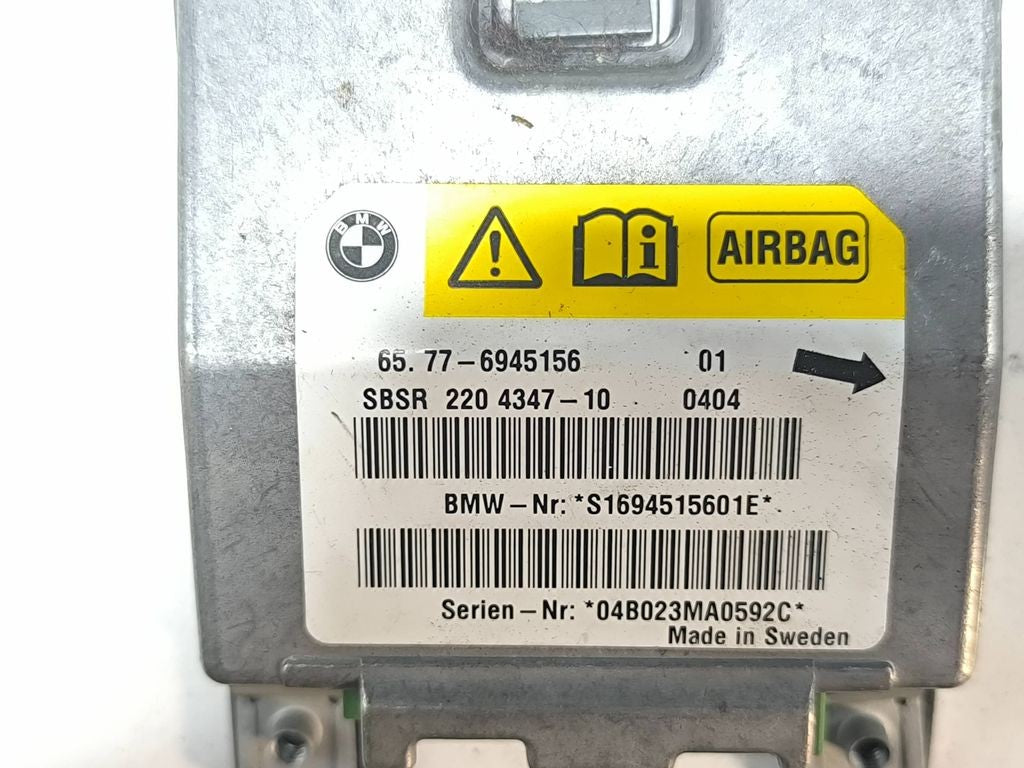 BMW
AIRBAG
65. 77-6945156 01
SBSR 220 4347-10 0404
BMW-Nr: *S1694515601E*
Serien-Nr: *04B023MA0592C*
Made in Sweden